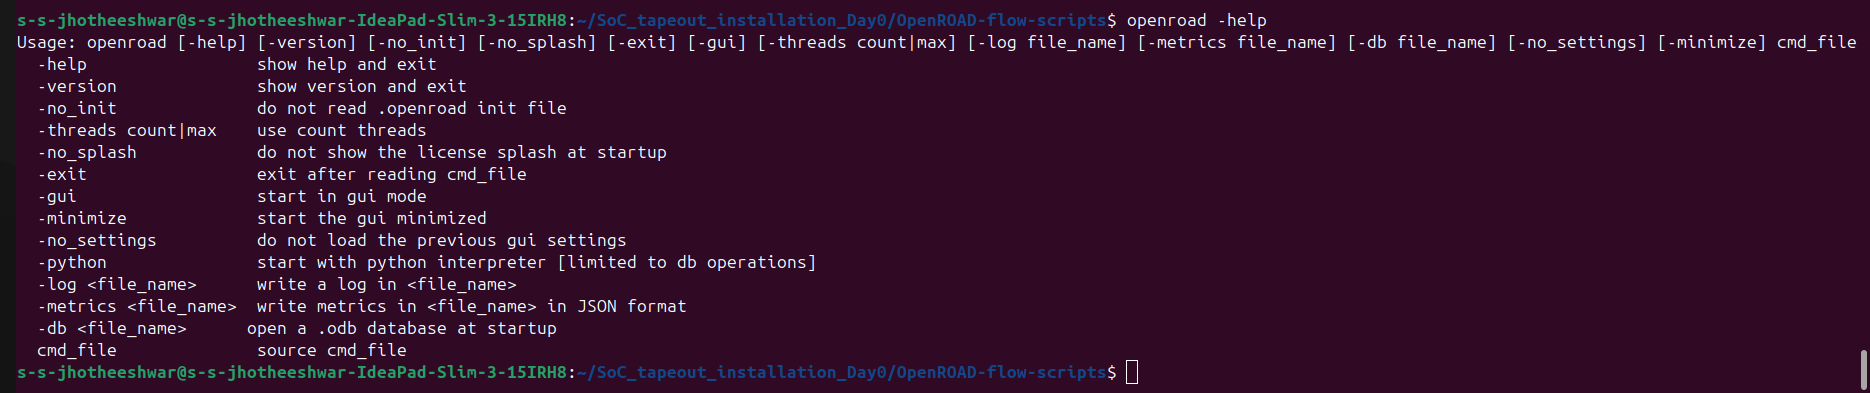 s-s-jhotheeshwar@s-s-jhotheeshwar-IdeaPad-Slim-3-15IRH8:~/SoC_tapeout_installation_Day0/OpenROAD-flow-scripts$ openroad -help
Usage: openroad [-help] [-version] [-no_init] [-no_splash] [-exit] [-gui] [-threads count|max] [-log file_name] [-metrics file_name] [-db file_name] [-no_settings] [-minimize] cmd_file
  -help                 show help and exit
  -version              show version and exit
  -no_init              do not read .openroad init file
  -threads count|max    use count threads
  -no_splash            do not show the license splash at startup
  -exit                 exit after reading cmd_file
  -gui                  start in gui mode
  -minimize             start the gui minimized
  -no_settings          do not load the previous gui settings
  -python               start with python interpreter [limited to db operations]
  -log <file_name>      write a log in <file_name>
  -metrics <file_name>  write metrics in <file_name> in JSON format
  -db <file_name>      open a .odb database at startup
  cmd_file              source cmd_file
s-s-jhotheeshwar@s-s-jhotheeshwar-IdeaPad-Slim-3-15IRH8:~/SoC_tapeout_installation_Day0/OpenROAD-flow-scripts$